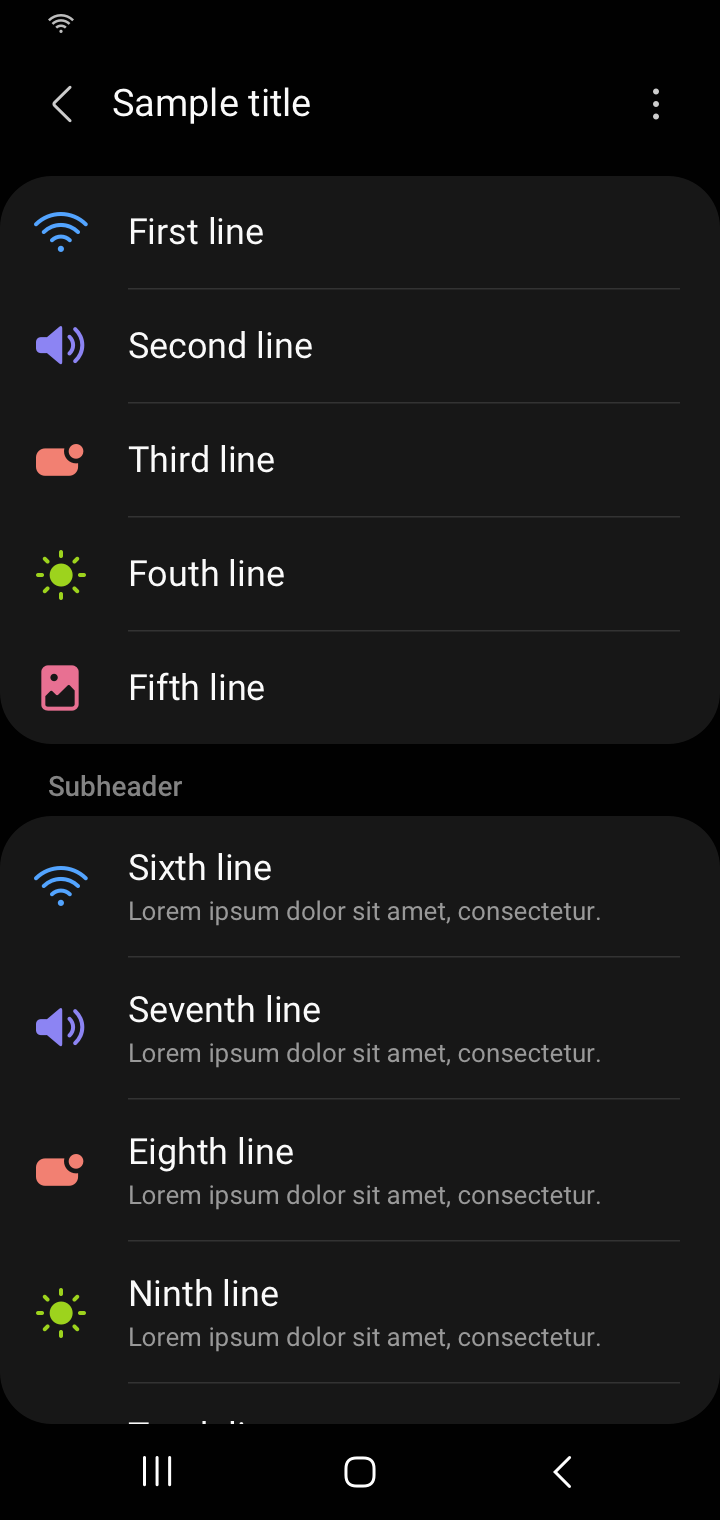 Sample title
First line
Second line
Third line
Fouth line
Fifth line
Subheader
Sixth line
Lorem ipsum dolor sit amet, consectetur.
Seventh line
Lorem ipsum dolor sit amet, consectetur.
Eighth line
Lorem ipsum dolor sit amet, consectetur.
Ninth line
Lorem ipsum dolor sit amet, consectetur.